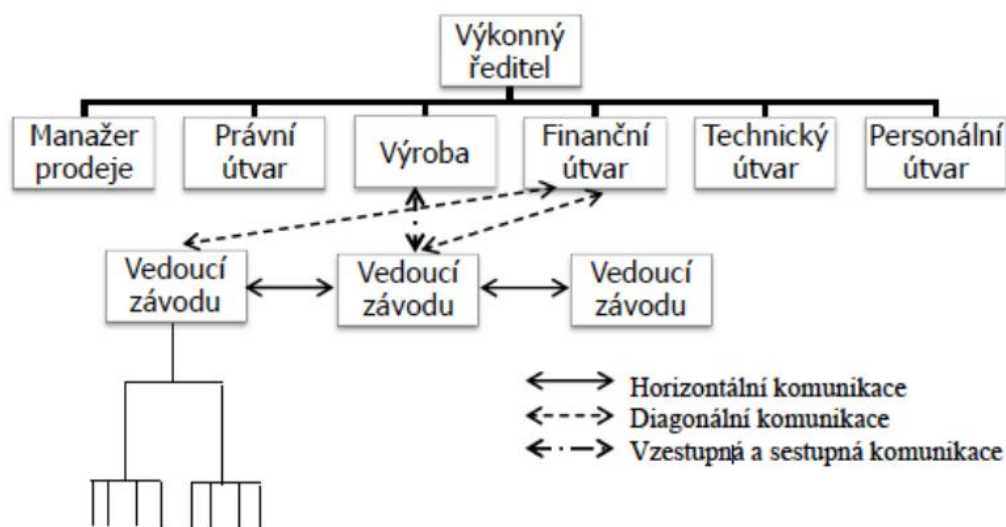 Výkonný
ředitel
Manažer
prodeje
Právní
útvar
Výroba
Finanční
útvar
Technický
útvar
Personální
útvar
Vedoucí
závodu
Vedoucí
závodu
Vedoucí
závodu
Horizontální komunikace
Diagonální komunikace
Vzestupná a sestupná komunikace